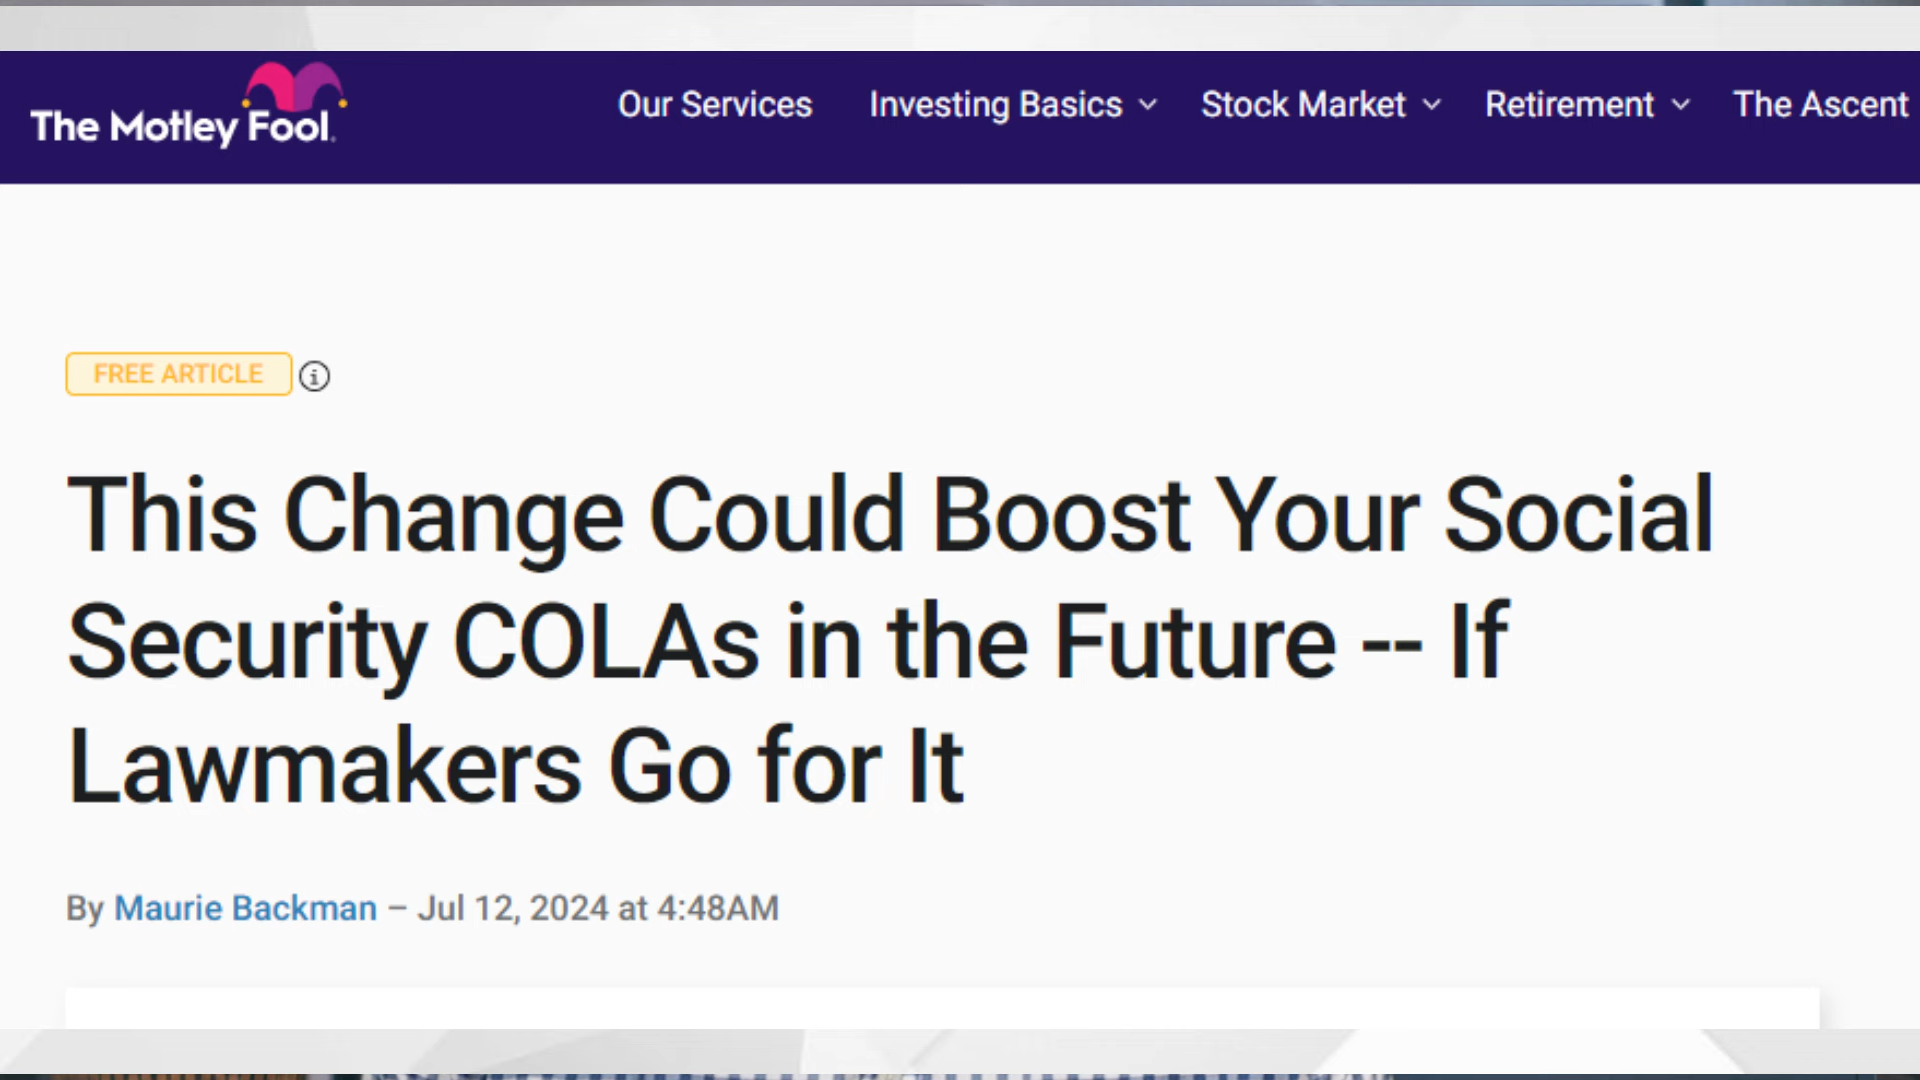 The Motley Fool.
Our Services
Investing Basics
Stock Market
Retirement
The Ascent
FREE ARTICLE
This Change Could Boost Your Social
Security COLAs in the Future -- If
Lawmakers Go for It
By Maurie Backman – Jul 12, 2024 at 4:48AM